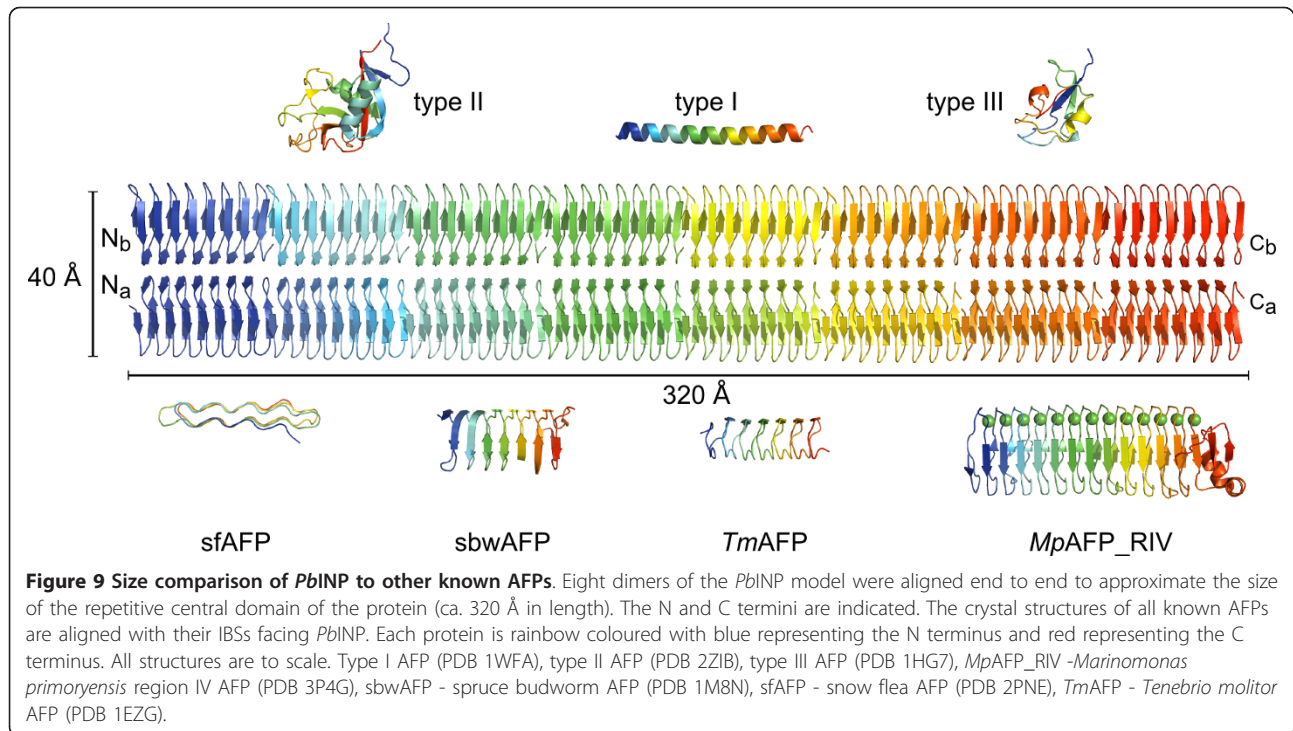 type II
type I
type III
N_b
C_b
40 Å
N_a
C_a
320 Å
sfAFP
sbwAFP
TmAFP
MpAFP_RIV
Figure 9 Size comparison of PbINP to other known AFPs. Eight dimers of the PbINP model were aligned end to end to approximate the size
of the repetitive central domain of the protein (ca. 320 Å in length). The N and C termini are indicated. The crystal structures of all known AFPs
are aligned with their IBSs facing PbINP. Each protein is rainbow coloured with blue representing the N terminus and red representing the C
terminus. All structures are to scale. Type I AFP (PDB 1WFA), type II AFP (PDB 2ZIB), type III AFP (PDB 1HG7), MpAFP_RIV -Marinomonas
primoryensis region IV AFP (PDB 3P4G), sbwAFP - spruce budworm AFP (PDB 1M8N), sfAFP - snow flea AFP (PDB 2PNE), TmAFP - Tenebrio molitor
AFP (PDB 1EZG).